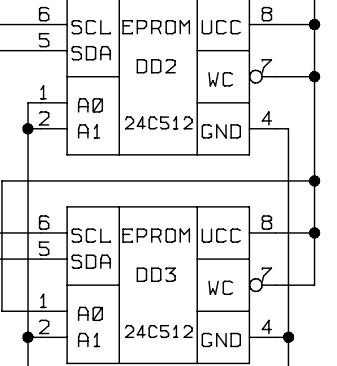 6 SCL EPROM UCC 8
5 SDA DD2
WC 7
1 A0
2 A1 24C512 GND 4
6 SCL EPROM UCC 8
5 SDA DD3
WC 7
1 A0
2 A1 24C512 GND 4